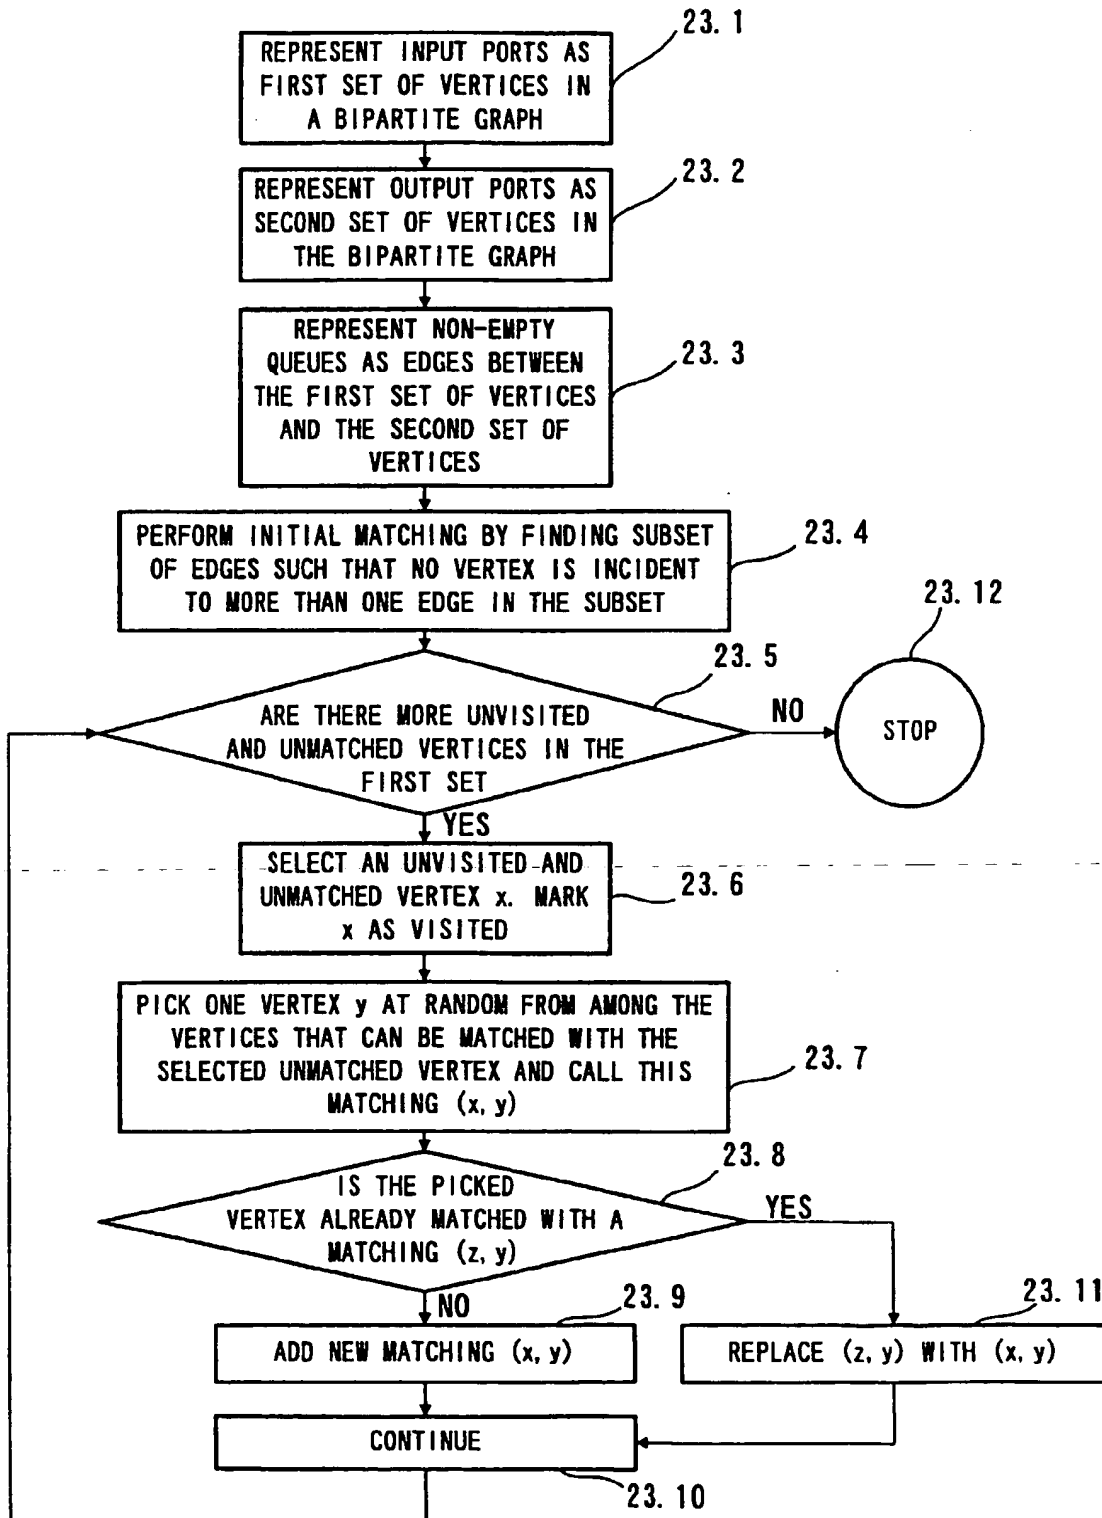 23.1
REPRESENT INPUT PORTS AS
FIRST SET OF VERTICES IN
A BIPARTITE GRAPH
23.2
REPRESENT OUTPUT PORTS AS
SECOND SET OF VERTICES IN
THE BIPARTITE GRAPH
REPRESENT NON-EMPTY
QUEUES AS EDGES BETWEEN
THE FIRST SET OF VERTICES
AND THE SECOND SET OF
VERTICES
23.3
PERFORM INITIAL MATCHING BY FINDING SUBSET
OF EDGES SUCH THAT NO VERTEX IS INCIDENT
TO MORE THAN ONE EDGE IN THE SUBSET
23.4
23.12
23.5
ARE THERE MORE UNVISITED
AND UNMATCHED VERTICES IN THE
FIRST SET
NO
STOP
YES
SELECT AN UNVISITED AND
UNMATCHED VERTEX x. MARK
x AS VISITED
23.6
PICK ONE VERTEX y AT RANDOM FROM AMONG THE
VERTICES THAT CAN BE MATCHED WITH THE
SELECTED UNMATCHED VERTEX AND CALL THIS
MATCHING (x, y)
23.7
23.8
IS THE PICKED
VERTEX ALREADY MATCHED WITH A
MATCHING (z, y)
YES
NO
23.9
ADD NEW MATCHING (x, y)
23.11
REPLACE (z, y) WITH (x, y)
CONTINUE
23.10